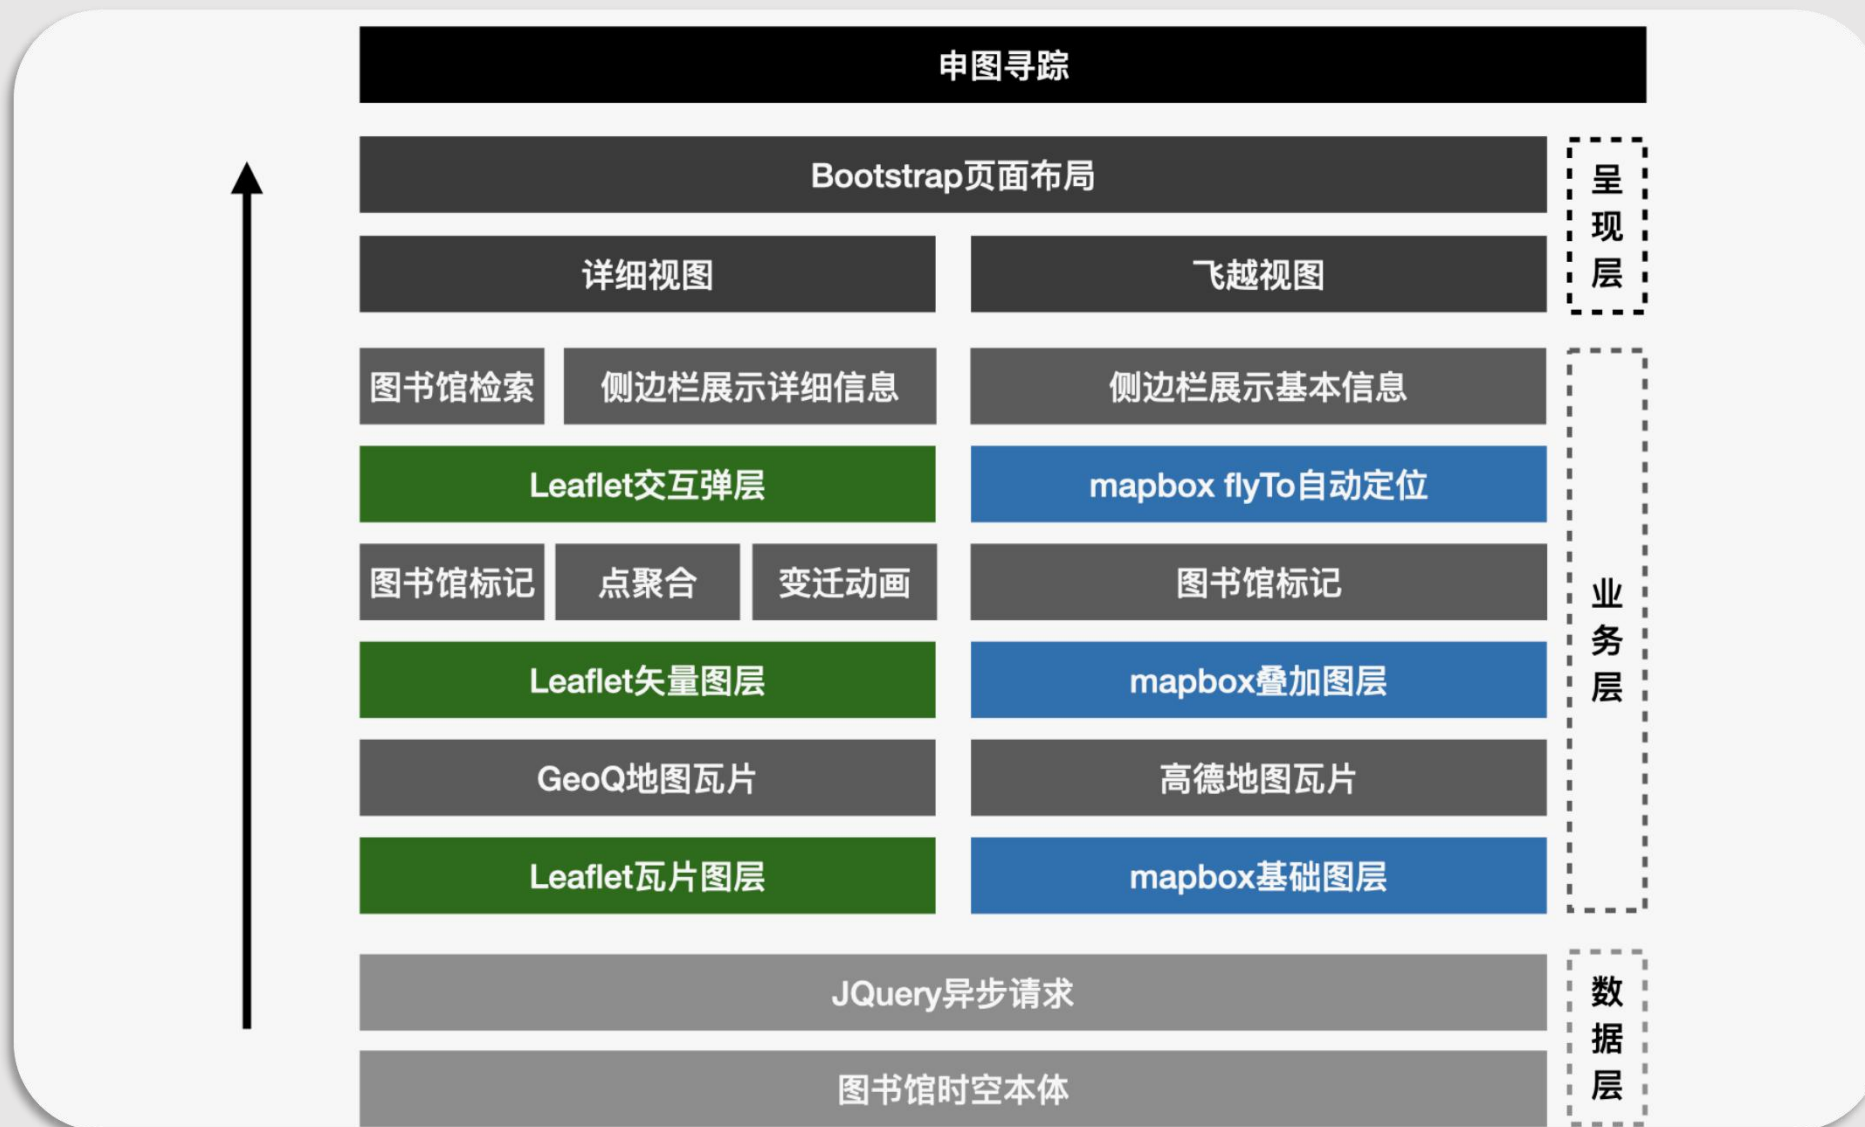 申图寻踪
Bootstrap页面布局
详细视图
飞越视图
呈现层
图书馆检索
侧边栏展示详细信息
侧边栏展示基本信息
Leaflet交互弹层
mapbox flyTo自动定位
图书馆标记
点聚合
变迁动画
图书馆标记
Leaflet矢量图层
mapbox叠加图层
GeoQ地图瓦片
高德地图瓦片
Leaflet瓦片图层
mapbox基础图层
业务层
JQuery异步请求
图书馆时空本体
数据层